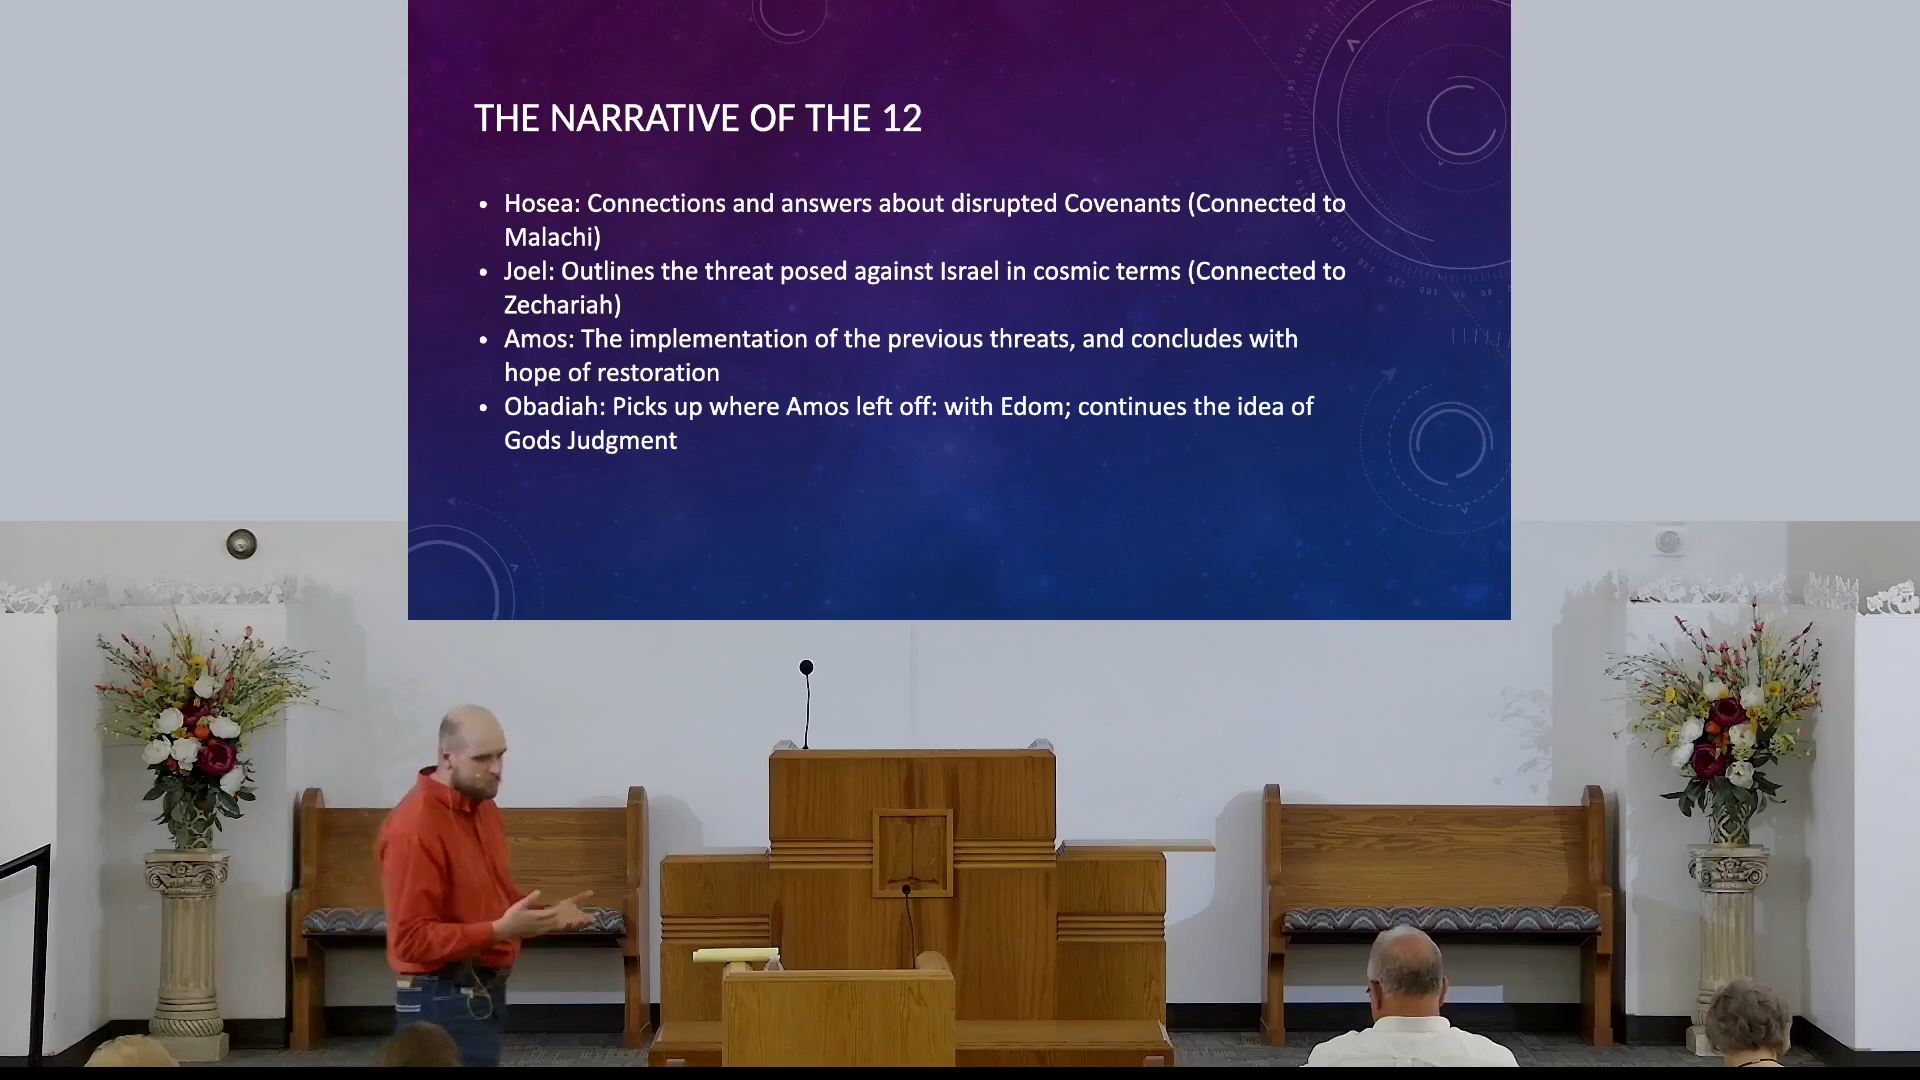 THE NARRATIVE OF THE 12
• Hosea: Connections and answers about disrupted Covenants (Connected to
Malachi)
• Joel: Outlines the threat posed against Israel in cosmic terms (Connected to
Zechariah)
• Amos: The implementation of the previous threats, and concludes with
hope of restoration
• Obadiah: Picks up where Amos left off: with Edom; continues the idea of
Gods Judgment